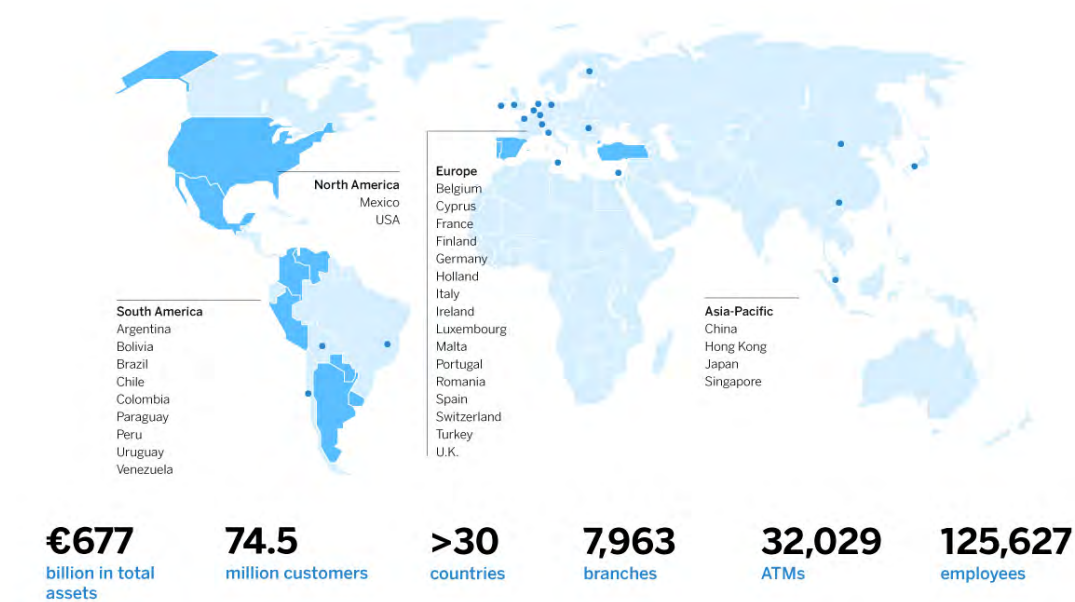 North America
Mexico
USA
Europe
Belgium
Cyprus
France
Finland
Germany
Holland
Italy
Ireland
Luxembourg
Malta
Portugal
Romania
Spain
Switzerland
Turkey
U.K.
South America
Argentina
Bolivia
Brazil
Chile
Colombia
Paraguay
Peru
Uruguay
Venezuela
Asia-Pacific
China
Hong Kong
Japan
Singapore
€677
billion in total
assets
74.5
million customers
>30
countries
7,963
branches
32,029
ATMs
125,627
employees